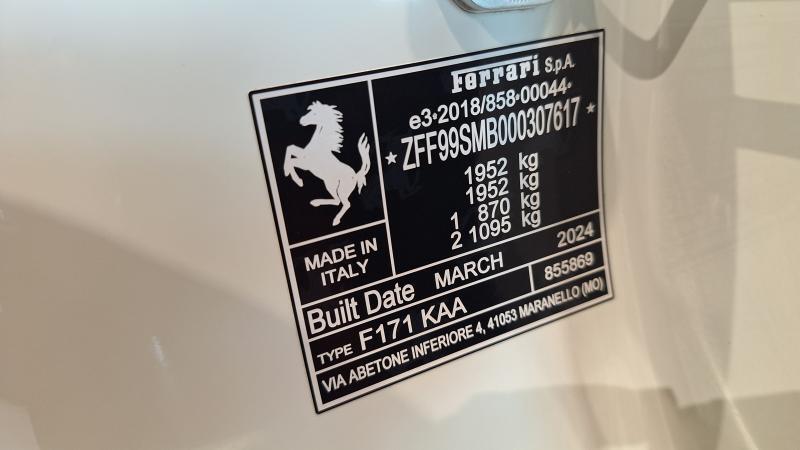 Ferrari S.p.A.
e3*2018/858*00044*
* ZFF99SMB000307617 *
1952 kg
1952 kg
1 870 kg
2 1095 kg
MADE IN
ITALY
Built Date MARCH 2024
TYPE F171 KAA 855869
VIA ABETONE INFERIORE 4, 41053 MARANELLO (MO)